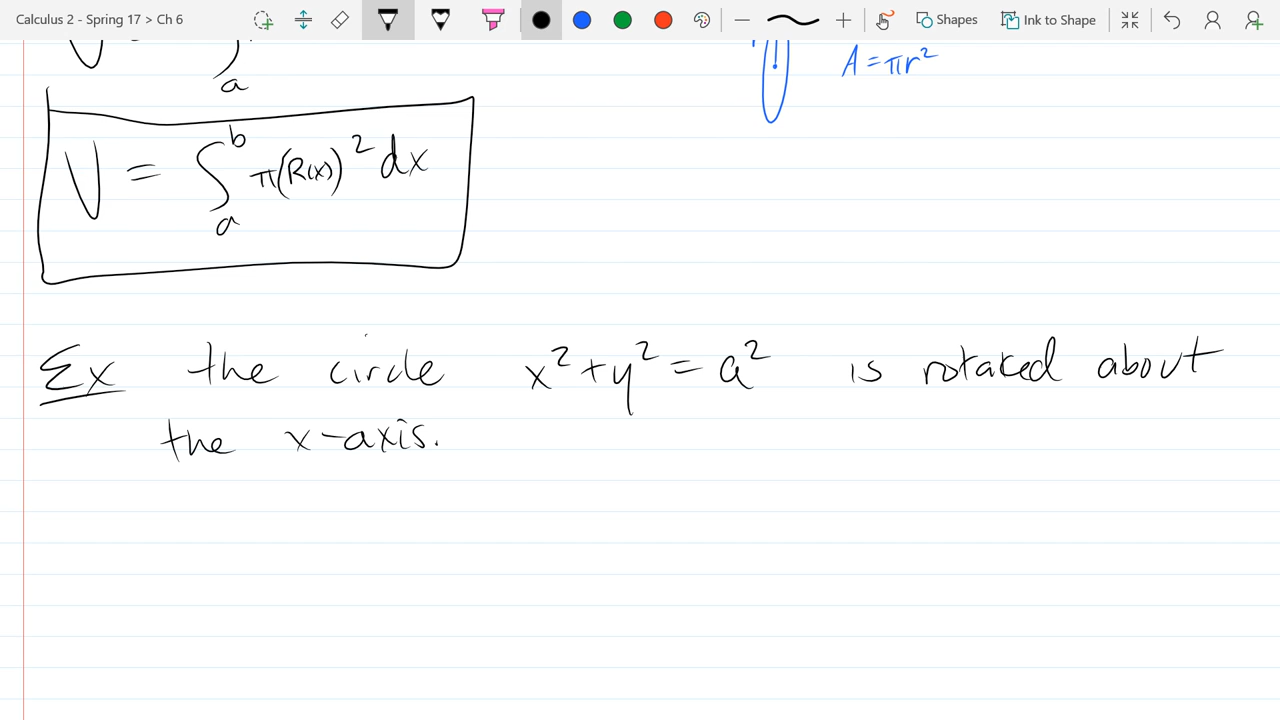 Calculus 2 - Spring 17 > Ch 6
Shapes
Ink to Shape
a
A = πr²
V = ∫ₐᵇ π(R(x))² dx
Ex the circle x² + y² = a² is rotated about
the x-axis.